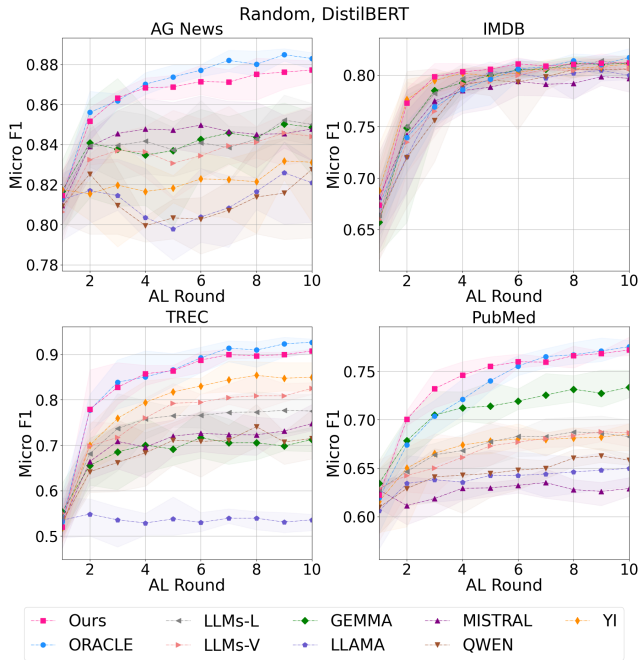 Random, DistilBERT
AG News
IMDB
Micro F1
0.88
0.86
0.84
0.82
0.80
0.78
2 4 6 8 10
AL Round
Micro F1
0.80
0.75
0.70
0.65
2 4 6 8 10
AL Round
TREC
PubMed
Micro F1
0.9
0.8
0.7
0.6
0.5
2 4 6 8 10
AL Round
Micro F1
0.75
0.70
0.65
0.60
2 4 6 8 10
AL Round
Ours LLMs-L GEMMA MISTRAL YI
ORACLE LLMs-V LLAMA QWEN